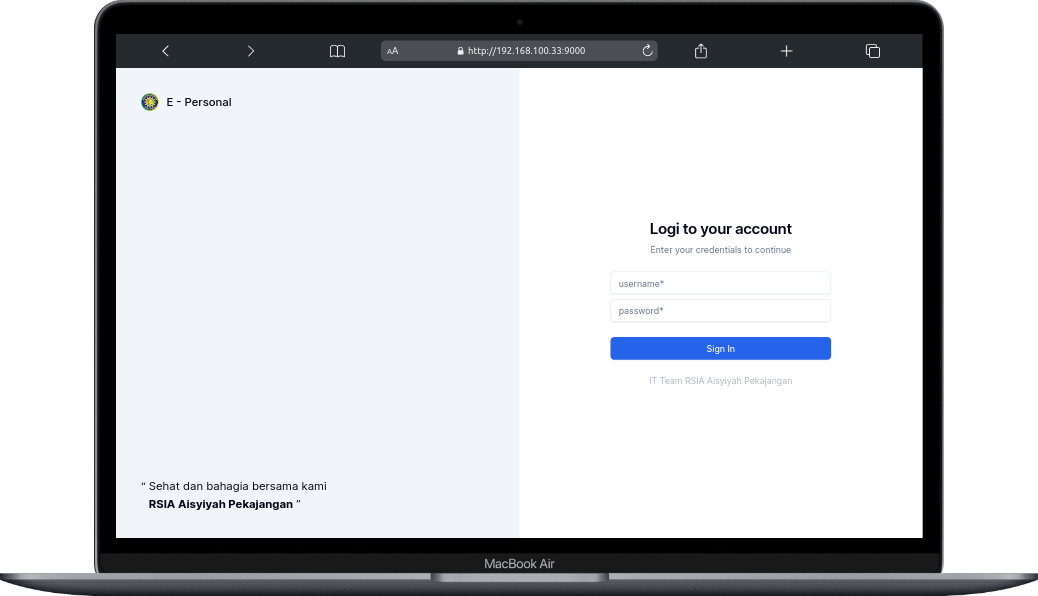 AA
http://192.168.100.33:9000
E - Personal
Logi to your account
Enter your credentials to continue
username*
password*
Sign In
IT Team RSIA Aisyiyah Pekajangan
“ Sehat dan bahagia bersama kami
RSIA Aisyiyah Pekajangan ”
MacBook Air